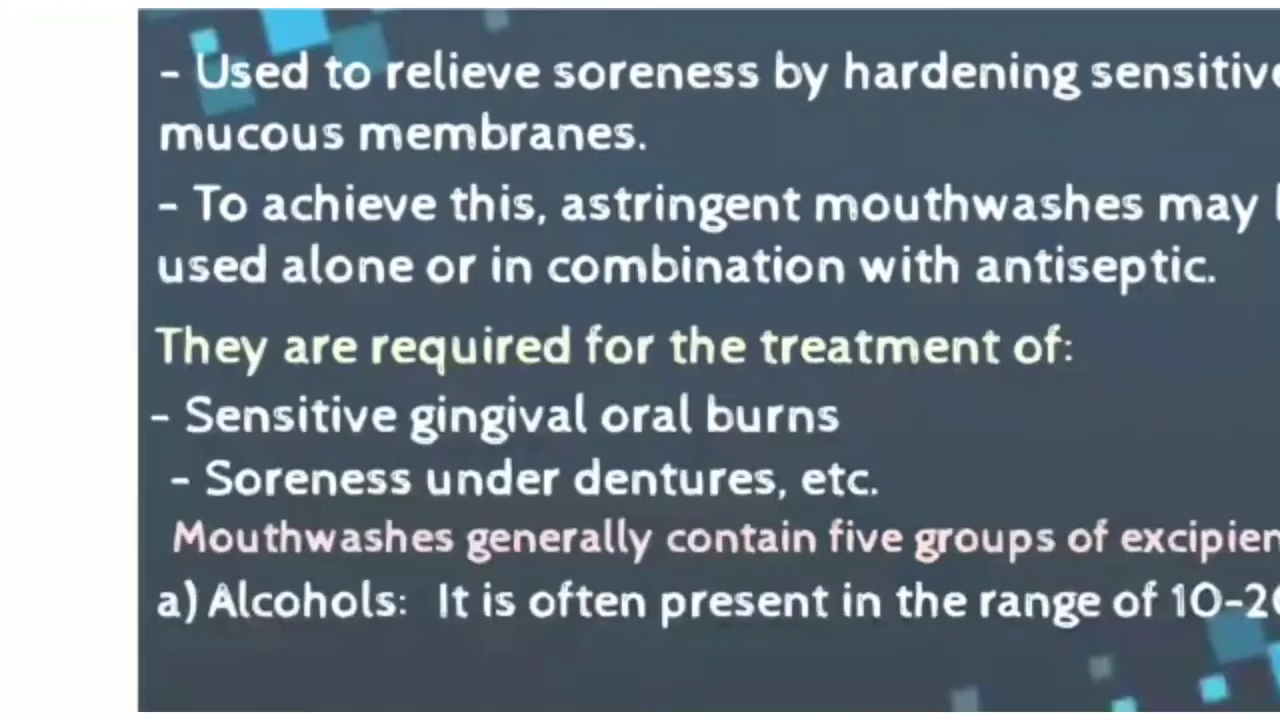 - Used to relieve soreness by hardening sensitive
mucous membranes.
- To achieve this, astringent mouthwashes may
used alone or in combination with antiseptic.
They are required for the treatment of:
- Sensitive gingival oral burns
- Soreness under dentures, etc.
Mouthwashes generally contain five groups of excipien
a) Alcohols: It is often present in the range of 10-20